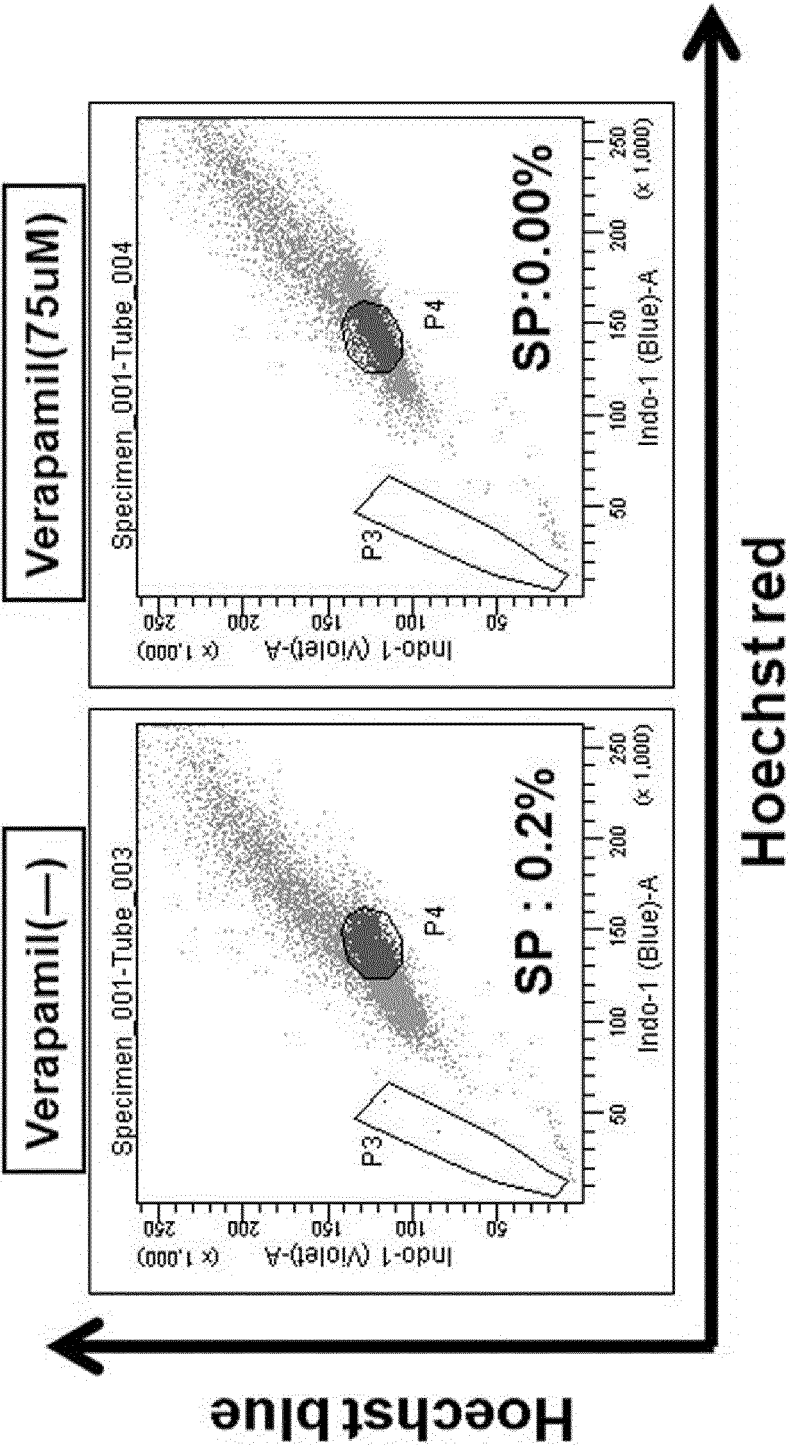 Verapamil(—)
Specimen_001-Tube_003
Indo-1 (Violet)-A
(x 1,000)
250
200
150
100
50
P3
P4
SP : 0.2%
50
100
150
200
250
(x 1,000)
Indo-1 (Blue)-A
Verapamil(75uM)
Specimen_001-Tube_004
Indo-1 (Violet)-A
(x 1,000)
250
200
150
100
50
P3
P4
SP:0.00%
50
100
150
200
250
(x 1,000)
Indo-1 (Blue)-A
Hoechst blue
Hoechst red